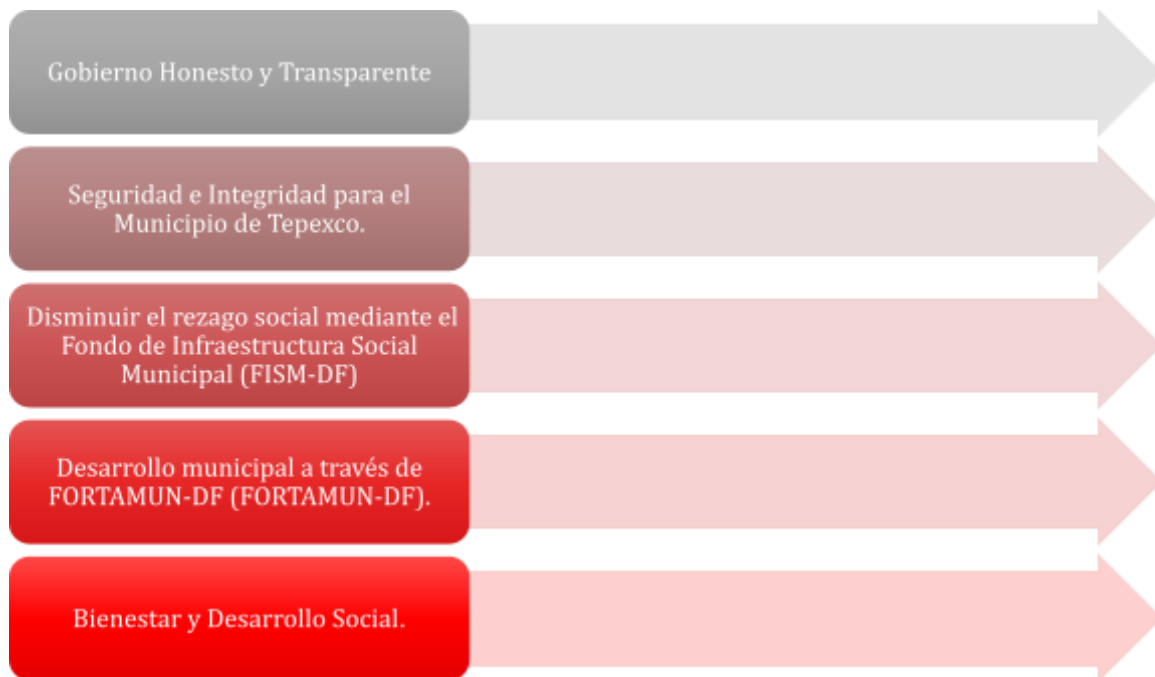 Gobierno Honesto y Transparente
Seguridad e Integridad para el
Municipio de Tepexco.
Disminuir el rezago social mediante el
Fondo de Infraestructura Social
Municipal (FISM-DF)
Desarrollo municipal a través de
FORTAMUN-DF (FORTAMUN-DF).
Bienestar y Desarrollo Social.